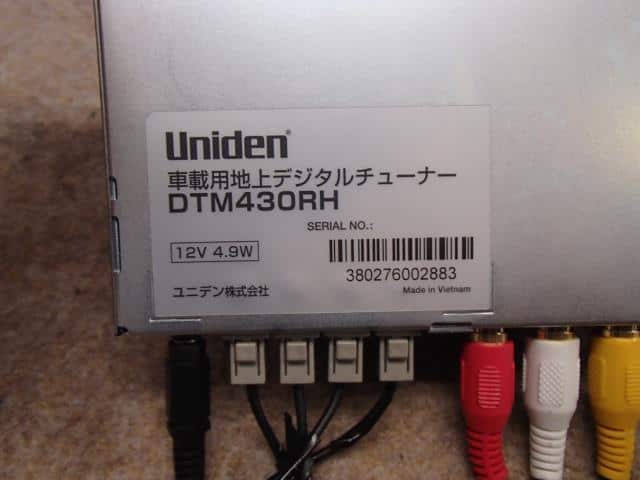 Uniden®
車載用地上デジタルチューナー
DTM430RH
SERIAL NO.:
12V 4.9W
380276002883
ユニデン株式会社
Made in Vietnam